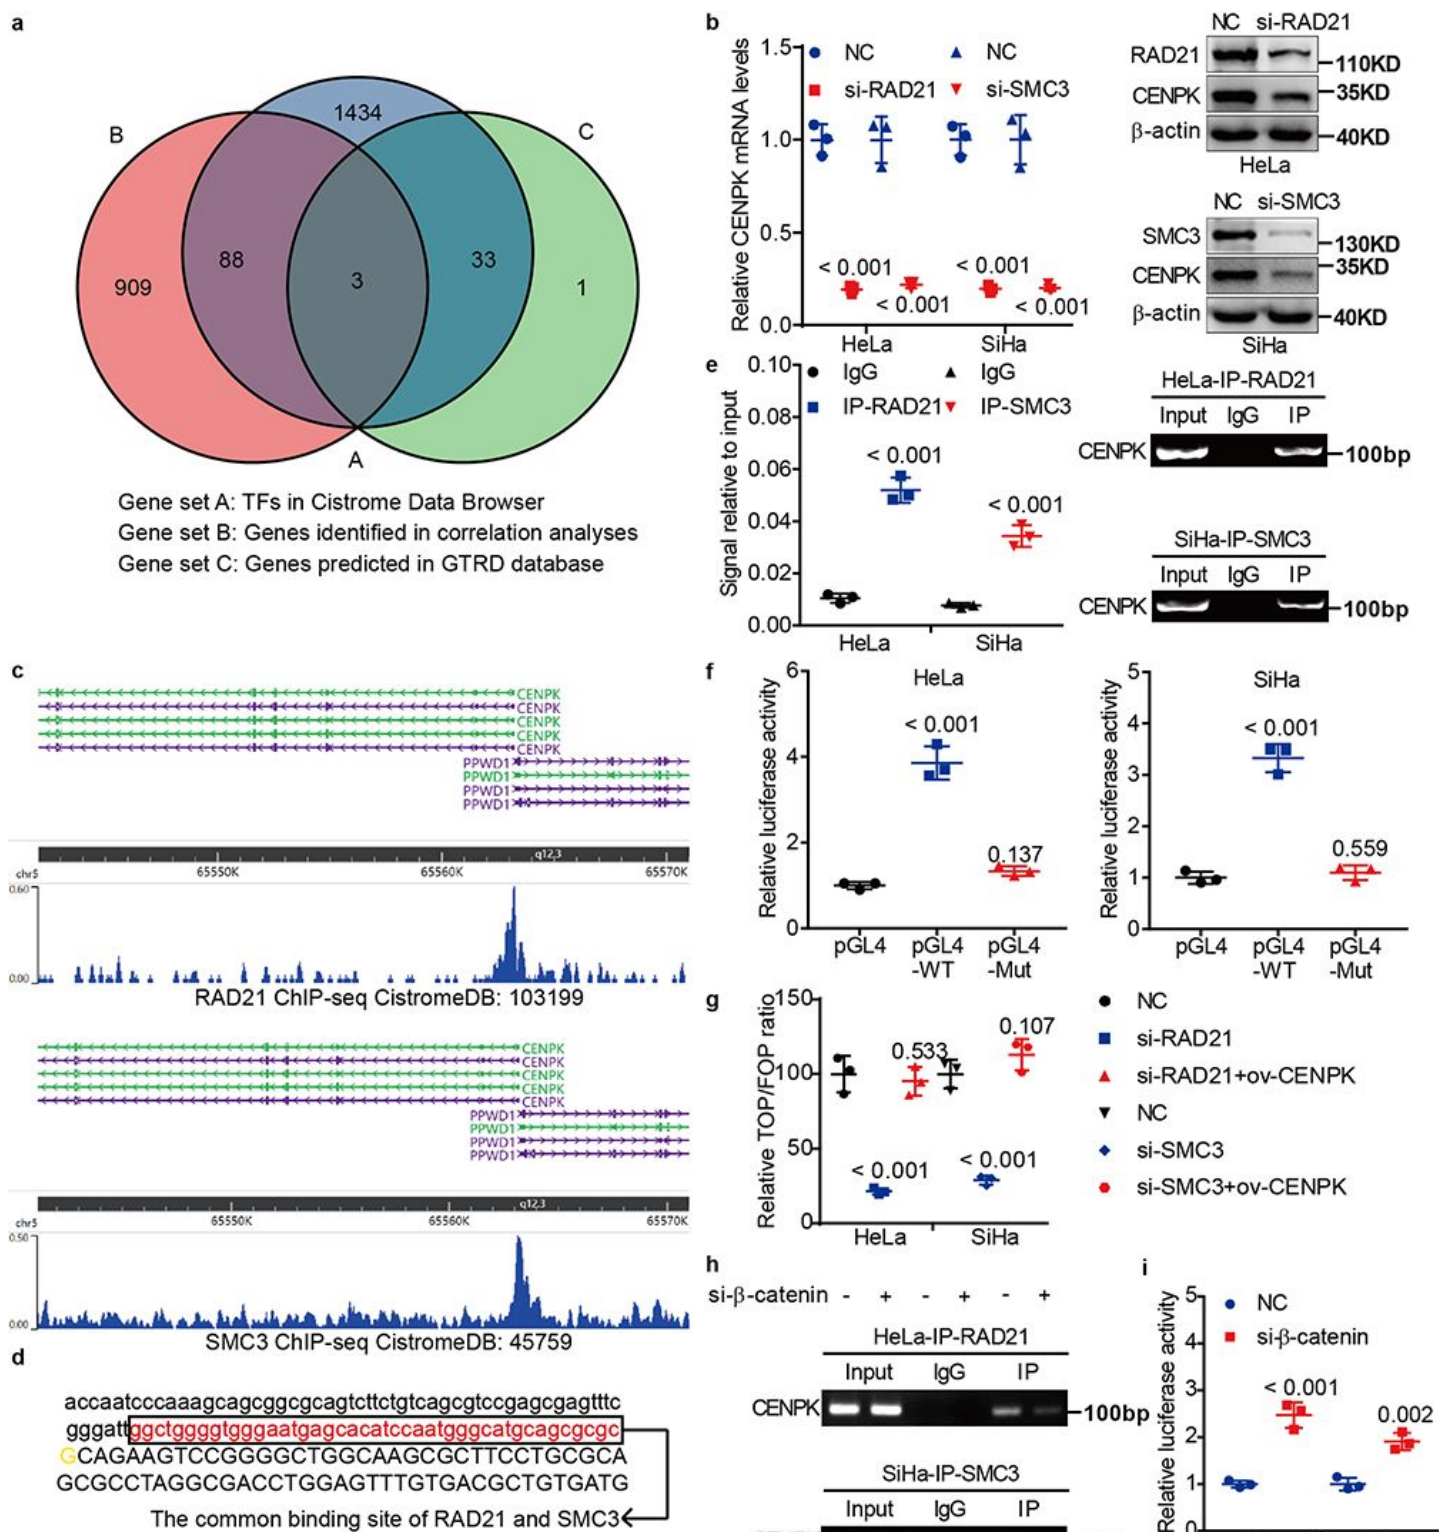 a
1434
B
C
88
33
3
909
1
A
Gene set A: TFs in Cistrome Data Browser
Gene set B: Genes identified in correlation analyses
Gene set C: Genes predicted in GTRD database
b
Relative CENPK mRNA levels
1.5
1.0
0.5
0.0
NC NC
si-RAD21 si-SMC3
< 0.001 < 0.001
< 0.001 < 0.001
HeLa SiHa
NC si-RAD21
RAD21 110KD
CENPK 35KD
β-actin 40KD
HeLa
NC si-SMC3
SMC3 130KD
CENPK 35KD
β-actin 40KD
SiHa
c
CENPK
CENPK
CENPK
CENPK
CENPK
PPWD1
PPWD1
PPWD1
PPWD1
q12.3
chr5 65550K 65560K 65570K
0.60
0.00
RAD21 ChIP-seq CistromeDB: 103199
CENPK
CENPK
CENPK
CENPK
CENPK
PPWD1
PPWD1
PPWD1
PPWD1
q12.3
chr5 65550K 65560K 65570K
0.50
0.00
SMC3 ChIP-seq CistromeDB: 45759
d
accaatcccaaagcagcggcgcagtcttctgtcagcgtccgagcgagtttc
gggattggctggggtgggaatgagcacatccaatgggcatgcagcgcgc
GCAGAAGTCCGGGGCTGGCAAGCGCTTCCTGCGCA
GCGCCTAGGCGACCTGGAGTTTGTGACGCTGTGATG
The common binding site of RAD21 and SMC3
e
Signal relative to input
0.10
0.08
0.06
0.04
0.02
0.00
IgG IgG
IP-RAD21 IP-SMC3
< 0.001
< 0.001
HeLa SiHa
HeLa-IP-RAD21
Input IgG IP
CENPK 100bp
SiHa-IP-SMC3
Input IgG IP
CENPK 100bp
f
Relative luciferase activity
6
4
2
0
HeLa
< 0.001
0.137
pGL4 pGL4 pGL4
-WT -Mut
Relative luciferase activity
5
4
3
2
1
0
SiHa
< 0.001
0.559
pGL4 pGL4 pGL4
-WT -Mut
g
Relative TOP/FOP ratio
150
100
50
0
0.533 0.107
< 0.001 < 0.001
HeLa SiHa
NC
si-RAD21
si-RAD21+ov-CENPK
NC
si-SMC3
si-SMC3+ov-CENPK
h
si-β-catenin - + - + - +
HeLa-IP-RAD21
Input IgG IP
CENPK 100bp
SiHa-IP-SMC3
Input IgG IP
i
Relative luciferase activity
5
4
3
2
1
0
NC
si-β-catenin
< 0.001
0.002